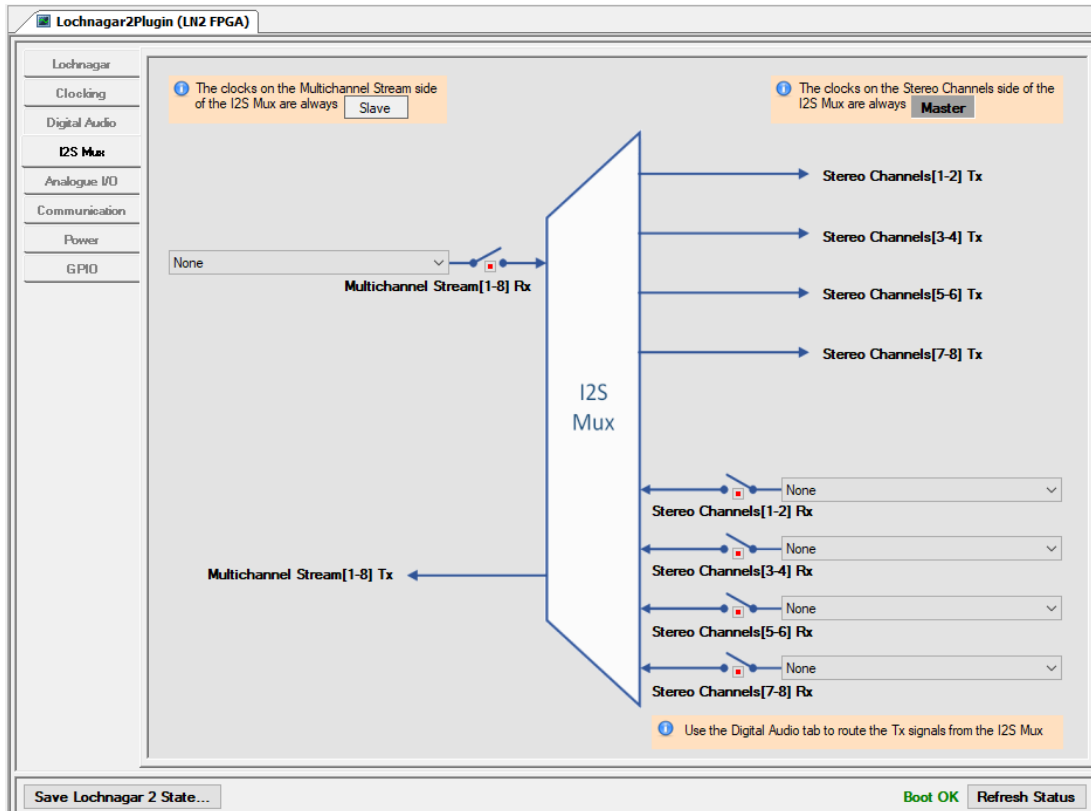 Lochnagar2Plugin (LN2 FPGA)
Lochnagar
Clocking
Digital Audio
I2S Mux
Analogue I/O
Communication
Power
GPIO
The clocks on the Multichannel Stream side
of the I2S Mux are always Slave
The clocks on the Stereo Channels side of the
I2S Mux are always Master
Stereo Channels[1-2] Tx
Stereo Channels[3-4] Tx
Stereo Channels[5-6] Tx
Stereo Channels[7-8] Tx
None
Multichannel Stream[1-8] Rx
I2S
Mux
None
Stereo Channels[1-2] Rx
None
Stereo Channels[3-4] Rx
Multichannel Stream[1-8] Tx
None
Stereo Channels[5-6] Rx
None
Stereo Channels[7-8] Rx
Use the Digital Audio tab to route the Tx signals from the I2S Mux
Save Lochnagar 2 State...
Boot OK
Refresh Status